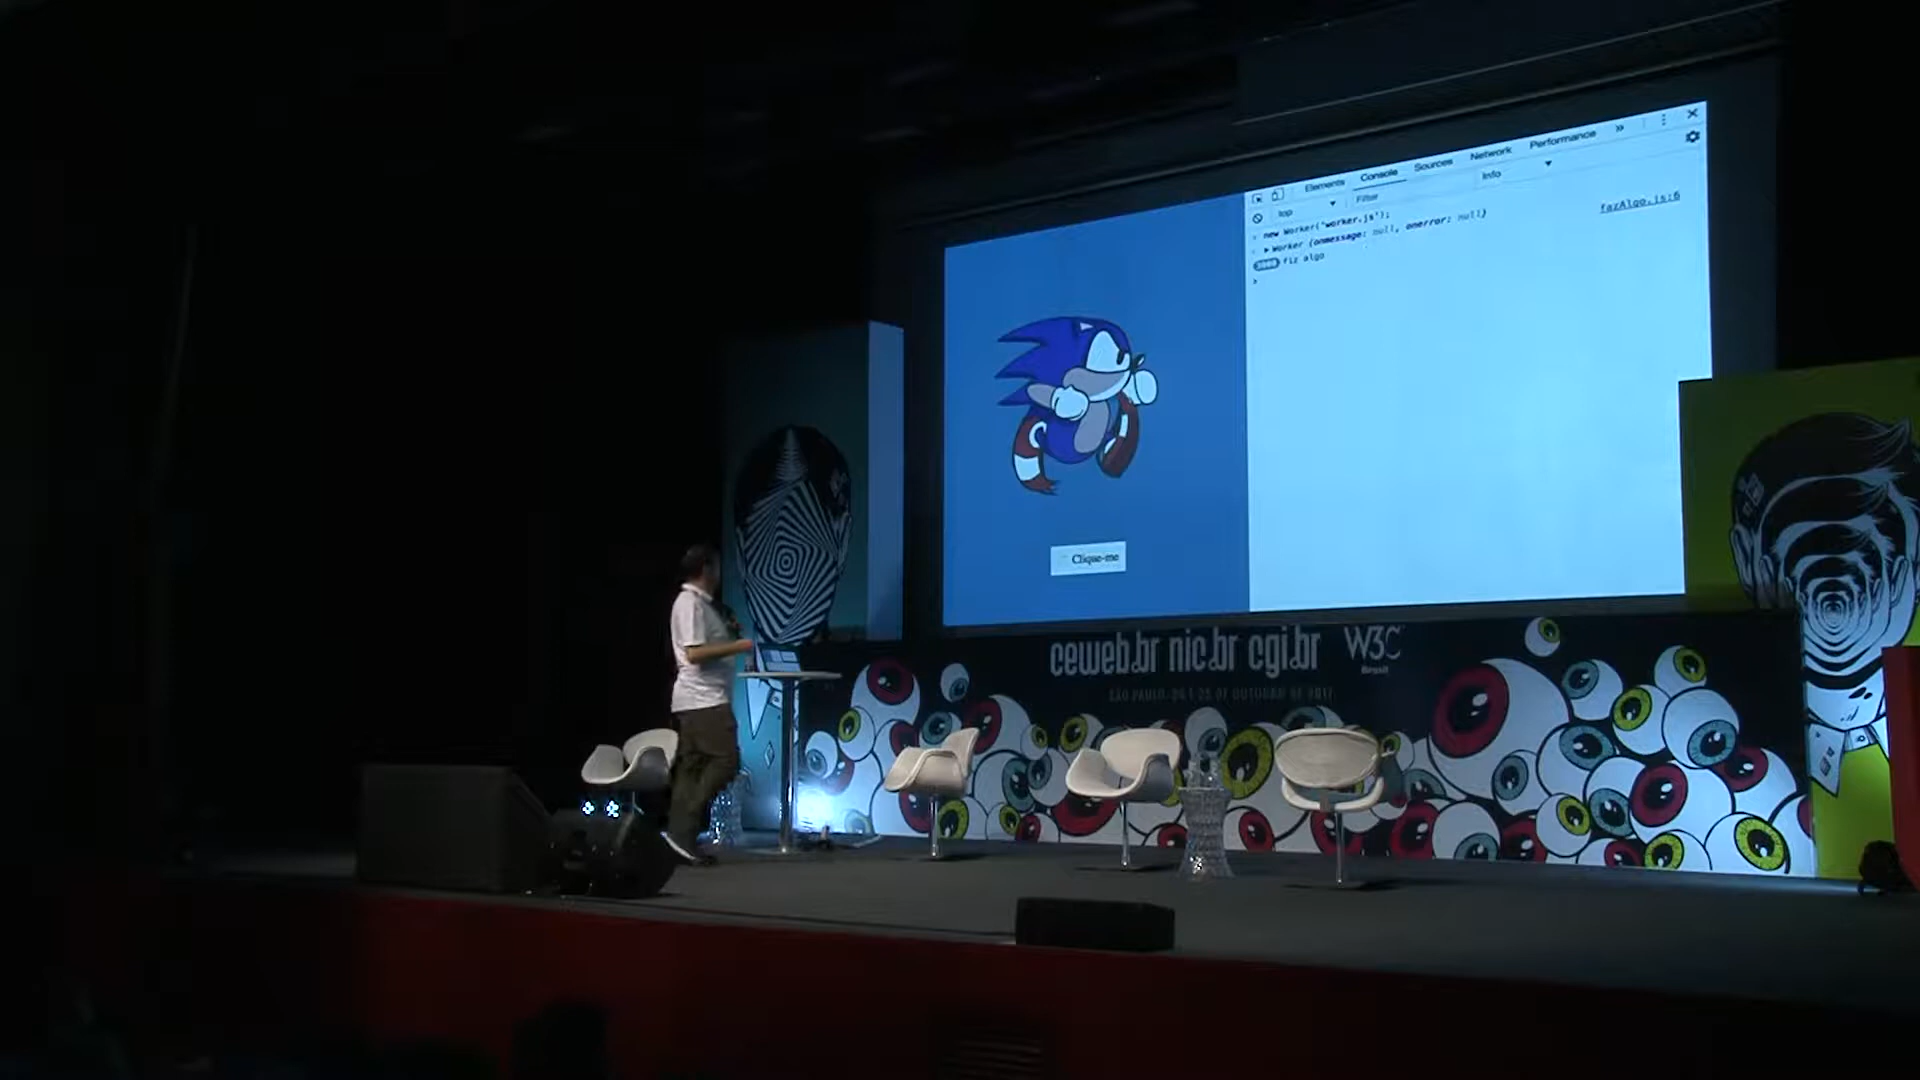 Elements Console Sources Network Performance »
top Filter Info
new Worker("worker.js");
Worker {onmessage: null, onerror: null}
fiz algo
fazAlgo.js:6
Clique-me
ceweb.br nic.br cgi.br W3C
Brasil